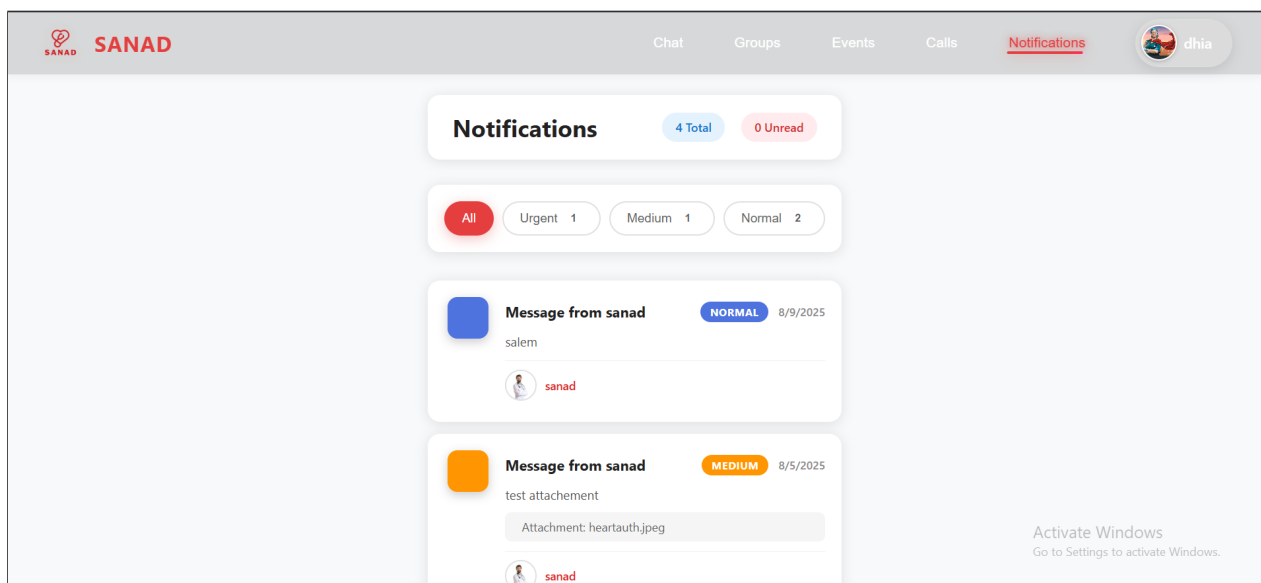 SANAD SANAD Chat Groups Events Calls Notifications dhia
Notifications 4 Total 0 Unread
All Urgent 1 Medium 1 Normal 2
Message from sanad NORMAL 8/9/2025
salem
sanad
Message from sanad MEDIUM 8/5/2025
test attachement
Attachment: heartauth.jpeg
sanad
Activate Windows
Go to Settings to activate Windows.